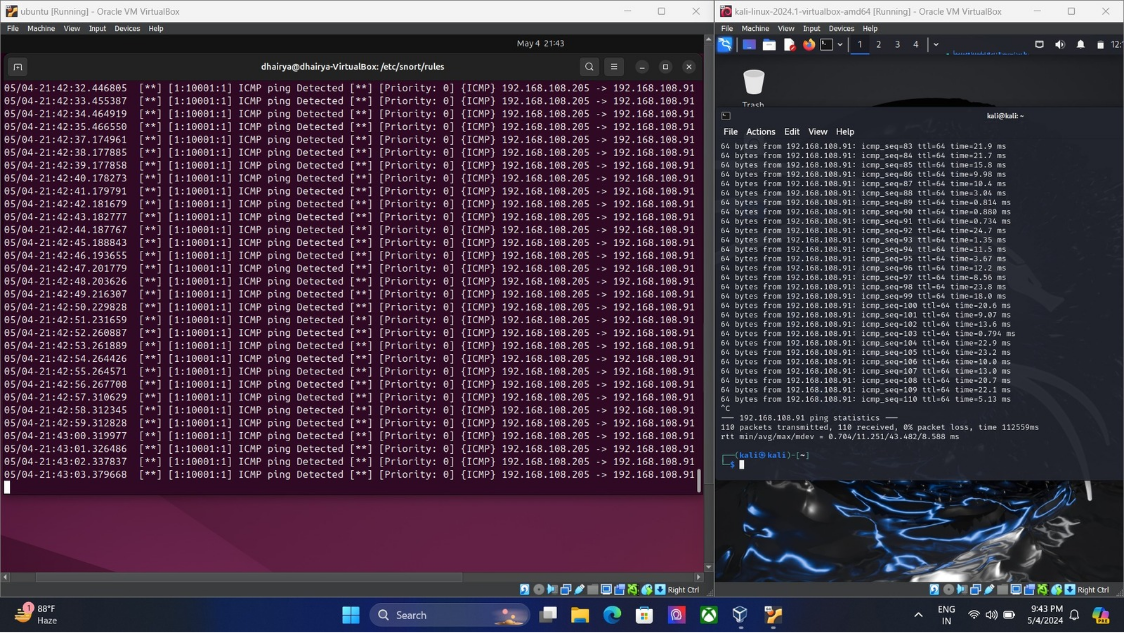 ubuntu [Running] - Oracle VM VirtualBox
File Machine View Input Devices Help
May 4 21:43
dhairya@dhairya-VirtualBox: /etc/snort/rules
05/04-21:42:32.446805 [**] [1:10001:1] ICMP ping Detected [**] [Priority: 0] {ICMP} 192.168.108.205 -> 192.168.108.91
05/04-21:42:33.455387 [**] [1:10001:1] ICMP ping Detected [**] [Priority: 0] {ICMP} 192.168.108.205 -> 192.168.108.91
05/04-21:42:34.464919 [**] [1:10001:1] ICMP ping Detected [**] [Priority: 0] {ICMP} 192.168.108.205 -> 192.168.108.91
05/04-21:42:35.466550 [**] [1:10001:1] ICMP ping Detected [**] [Priority: 0] {ICMP} 192.168.108.205 -> 192.168.108.91
05/04-21:42:37.174961 [**] [1:10001:1] ICMP ping Detected [**] [Priority: 0] {ICMP} 192.168.108.205 -> 192.168.108.91
05/04-21:42:38.177885 [**] [1:10001:1] ICMP ping Detected [**] [Priority: 0] {ICMP} 192.168.108.205 -> 192.168.108.91
05/04-21:42:39.177858 [**] [1:10001:1] ICMP ping Detected [**] [Priority: 0] {ICMP} 192.168.108.205 -> 192.168.108.91
05/04-21:42:40.178273 [**] [1:10001:1] ICMP ping Detected [**] [Priority: 0] {ICMP} 192.168.108.205 -> 192.168.108.91
05/04-21:42:41.179791 [**] [1:10001:1] ICMP ping Detected [**] [Priority: 0] {ICMP} 192.168.108.205 -> 192.168.108.91
05/04-21:42:42.181679 [**] [1:10001:1] ICMP ping Detected [**] [Priority: 0] {ICMP} 192.168.108.205 -> 192.168.108.91
05/04-21:42:43.182777 [**] [1:10001:1] ICMP ping Detected [**] [Priority: 0] {ICMP} 192.168.108.205 -> 192.168.108.91
05/04-21:42:44.187767 [**] [1:10001:1] ICMP ping Detected [**] [Priority: 0] {ICMP} 192.168.108.205 -> 192.168.108.91
05/04-21:42:45.188843 [**] [1:10001:1] ICMP ping Detected [**] [Priority: 0] {ICMP} 192.168.108.205 -> 192.168.108.91
05/04-21:42:46.193655 [**] [1:10001:1] ICMP ping Detected [**] [Priority: 0] {ICMP} 192.168.108.205 -> 192.168.108.91
05/04-21:42:47.201779 [**] [1:10001:1] ICMP ping Detected [**] [Priority: 0] {ICMP} 192.168.108.205 -> 192.168.108.91
05/04-21:42:48.203626 [**] [1:10001:1] ICMP ping Detected [**] [Priority: 0] {ICMP} 192.168.108.205 -> 192.168.108.91
05/04-21:42:49.216307 [**] [1:10001:1] ICMP ping Detected [**] [Priority: 0] {ICMP} 192.168.108.205 -> 192.168.108.91
05/04-21:42:50.229828 [**] [1:10001:1] ICMP ping Detected [**] [Priority: 0] {ICMP} 192.168.108.205 -> 192.168.108.91
05/04-21:42:51.231659 [**] [1:10001:1] ICMP ping Detected [**] [Priority: 0] {ICMP} 192.168.108.205 -> 192.168.108.91
05/04-21:42:52.260887 [**] [1:10001:1] ICMP ping Detected [**] [Priority: 0] {ICMP} 192.168.108.205 -> 192.168.108.91
05/04-21:42:53.261889 [**] [1:10001:1] ICMP ping Detected [**] [Priority: 0] {ICMP} 192.168.108.205 -> 192.168.108.91
05/04-21:42:54.264426 [**] [1:10001:1] ICMP ping Detected [**] [Priority: 0] {ICMP} 192.168.108.205 -> 192.168.108.91
05/04-21:42:55.264571 [**] [1:10001:1] ICMP ping Detected [**] [Priority: 0] {ICMP} 192.168.108.205 -> 192.168.108.91
05/04-21:42:56.267708 [**] [1:10001:1] ICMP ping Detected [**] [Priority: 0] {ICMP} 192.168.108.205 -> 192.168.108.91
05/04-21:42:57.310629 [**] [1:10001:1] ICMP ping Detected [**] [Priority: 0] {ICMP} 192.168.108.205 -> 192.168.108.91
05/04-21:42:58.312345 [**] [1:10001:1] ICMP ping Detected [**] [Priority: 0] {ICMP} 192.168.108.205 -> 192.168.108.91
05/04-21:42:59.312828 [**] [1:10001:1] ICMP ping Detected [**] [Priority: 0] {ICMP} 192.168.108.205 -> 192.168.108.91
05/04-21:43:00.319977 [**] [1:10001:1] ICMP ping Detected [**] [Priority: 0] {ICMP} 192.168.108.205 -> 192.168.108.91
05/04-21:43:01.326486 [**] [1:10001:1] ICMP ping Detected [**] [Priority: 0] {ICMP} 192.168.108.205 -> 192.168.108.91
05/04-21:43:02.337837 [**] [1:10001:1] ICMP ping Detected [**] [Priority: 0] {ICMP} 192.168.108.205 -> 192.168.108.91
05/04-21:43:03.379668 [**] [1:10001:1] ICMP ping Detected [**] [Priority: 0] {ICMP} 192.168.108.205 -> 192.168.108.91
Right Ctrl
kali-linux-2024.1-virtualbox-amd64 [Running] - Oracle VM VirtualBox
File Machine View Input Devices Help
1 2 3 4
12:
Trash
kali@kali: ~
File Actions Edit View Help
64 bytes from 192.168.108.91: icmp_seq=83 ttl=64 time=21.9 ms
64 bytes from 192.168.108.91: icmp_seq=84 ttl=64 time=21.7 ms
64 bytes from 192.168.108.91: icmp_seq=85 ttl=64 time=15.8 ms
64 bytes from 192.168.108.91: icmp_seq=86 ttl=64 time=9.98 ms
64 bytes from 192.168.108.91: icmp_seq=87 ttl=64 time=10.4 ms
64 bytes from 192.168.108.91: icmp_seq=88 ttl=64 time=3.04 ms
64 bytes from 192.168.108.91: icmp_seq=89 ttl=64 time=0.814 ms
64 bytes from 192.168.108.91: icmp_seq=90 ttl=64 time=0.880 ms
64 bytes from 192.168.108.91: icmp_seq=91 ttl=64 time=0.734 ms
64 bytes from 192.168.108.91: icmp_seq=92 ttl=64 time=24.7 ms
64 bytes from 192.168.108.91: icmp_seq=93 ttl=64 time=1.35 ms
64 bytes from 192.168.108.91: icmp_seq=94 ttl=64 time=11.5 ms
64 bytes from 192.168.108.91: icmp_seq=95 ttl=64 time=3.67 ms
64 bytes from 192.168.108.91: icmp_seq=96 ttl=64 time=12.2 ms
64 bytes from 192.168.108.91: icmp_seq=97 ttl=64 time=8.56 ms
64 bytes from 192.168.108.91: icmp_seq=98 ttl=64 time=23.8 ms
64 bytes from 192.168.108.91: icmp_seq=99 ttl=64 time=18.0 ms
64 bytes from 192.168.108.91: icmp_seq=100 ttl=64 time=20.6 ms
64 bytes from 192.168.108.91: icmp_seq=101 ttl=64 time=9.07 ms
64 bytes from 192.168.108.91: icmp_seq=102 ttl=64 time=13.6 ms
64 bytes from 192.168.108.91: icmp_seq=103 ttl=64 time=0.794 ms
64 bytes from 192.168.108.91: icmp_seq=104 ttl=64 time=22.9 ms
64 bytes from 192.168.108.91: icmp_seq=105 ttl=64 time=23.2 ms
64 bytes from 192.168.108.91: icmp_seq=106 ttl=64 time=10.0 ms
64 bytes from 192.168.108.91: icmp_seq=107 ttl=64 time=13.0 ms
64 bytes from 192.168.108.91: icmp_seq=108 ttl=64 time=20.7 ms
64 bytes from 192.168.108.91: icmp_seq=109 ttl=64 time=22.1 ms
64 bytes from 192.168.108.91: icmp_seq=110 ttl=64 time=5.13 ms
^C
--- 192.168.108.91 ping statistics ---
110 packets transmitted, 110 received, 0% packet loss, time 112559ms
rtt min/avg/max/mdev = 0.704/11.251/43.482/8.588 ms
(kali㉿kali)-[~]
$
Right Ctrl
1
88°F
Haze
Search
ENG
IN
9:43 PM
5/4/2024